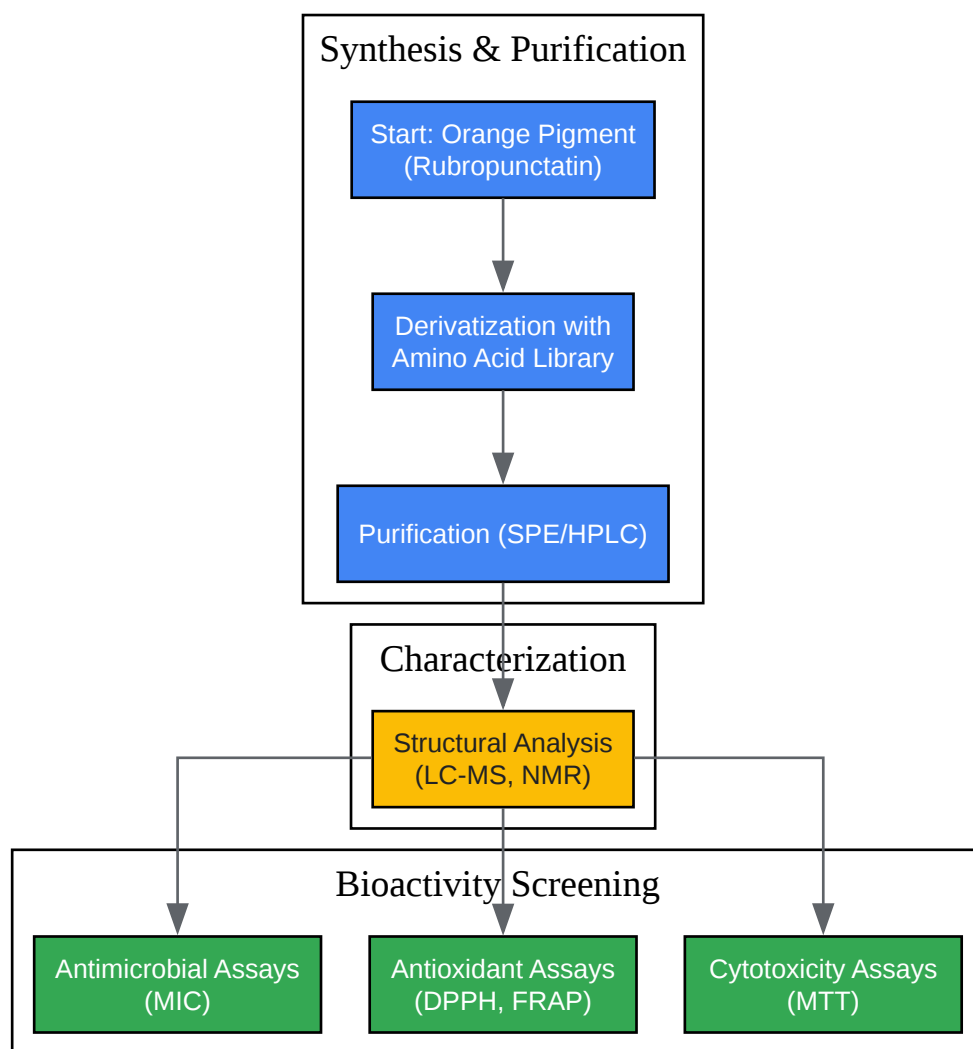 Synthesis & Purification
Start: Orange Pigment
(Rubropunctatin)
Derivatization with
Amino Acid Library
Purification (SPE/HPLC)
Characterization
Structural Analysis
(LC-MS, NMR)
Bioactivity Screening
Antimicrobial Assays
(MIC)
Antioxidant Assays
(DPPH, FRAP)
Cytotoxicity Assays
(MTT)